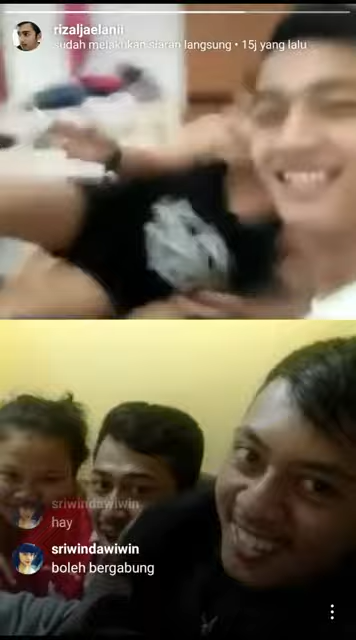 rizaljaelanii
sudah melakukan siaran langsung • 15j yang lalu
sriwindawiwin
hay
sriwindawiwin
boleh bergabung